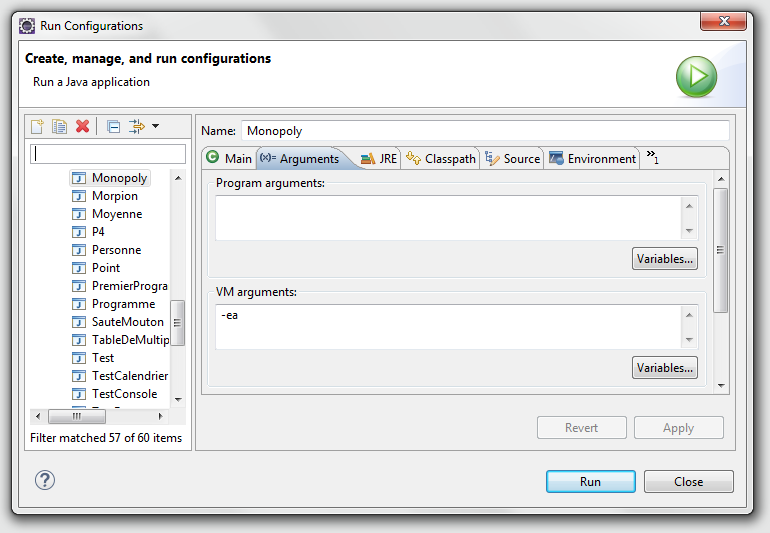 Run Configurations
Create, manage, and run configurations
Run a Java application
Name: Monopoly
Main (x)= Arguments JRE Classpath Source Environment »1
Monopoly
Morpion
Moyenne
P4
Personne
Point
PremierProgra
Programme
SauteMouton
TableDeMultip
Test
TestCalendrier
TestConsole
Filter matched 57 of 60 items
Program arguments:
Variables...
VM arguments:
-ea
Variables...
Revert Apply
Run Close